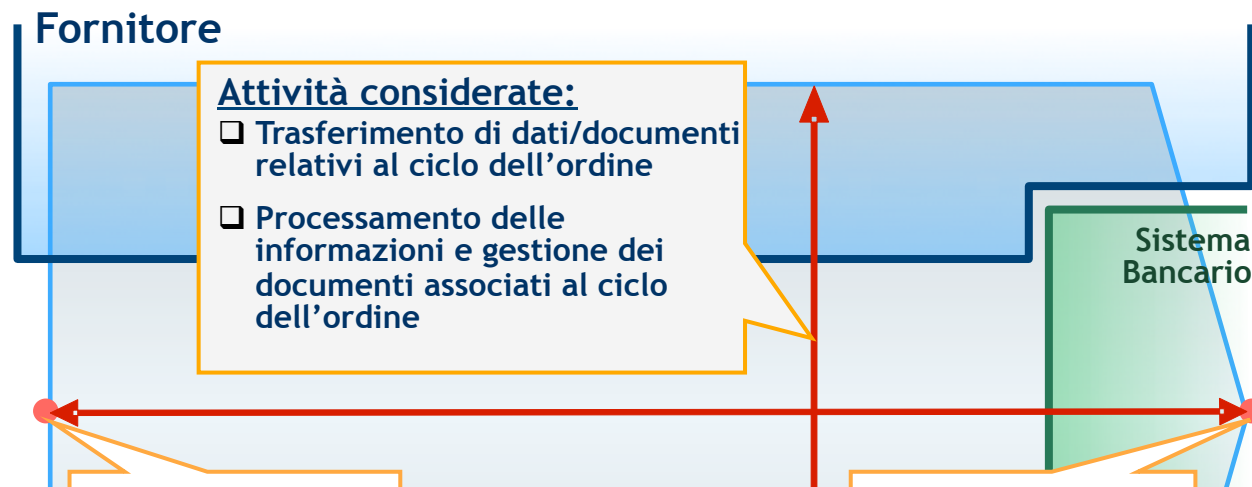 Fornitore
Attività considerate:
❑ Trasferimento di dati/documenti
relativi al ciclo dell’ordine
❑ Processamento delle
informazioni e gestione dei
documenti associati al ciclo
dell’ordine
Sistema
Bancario